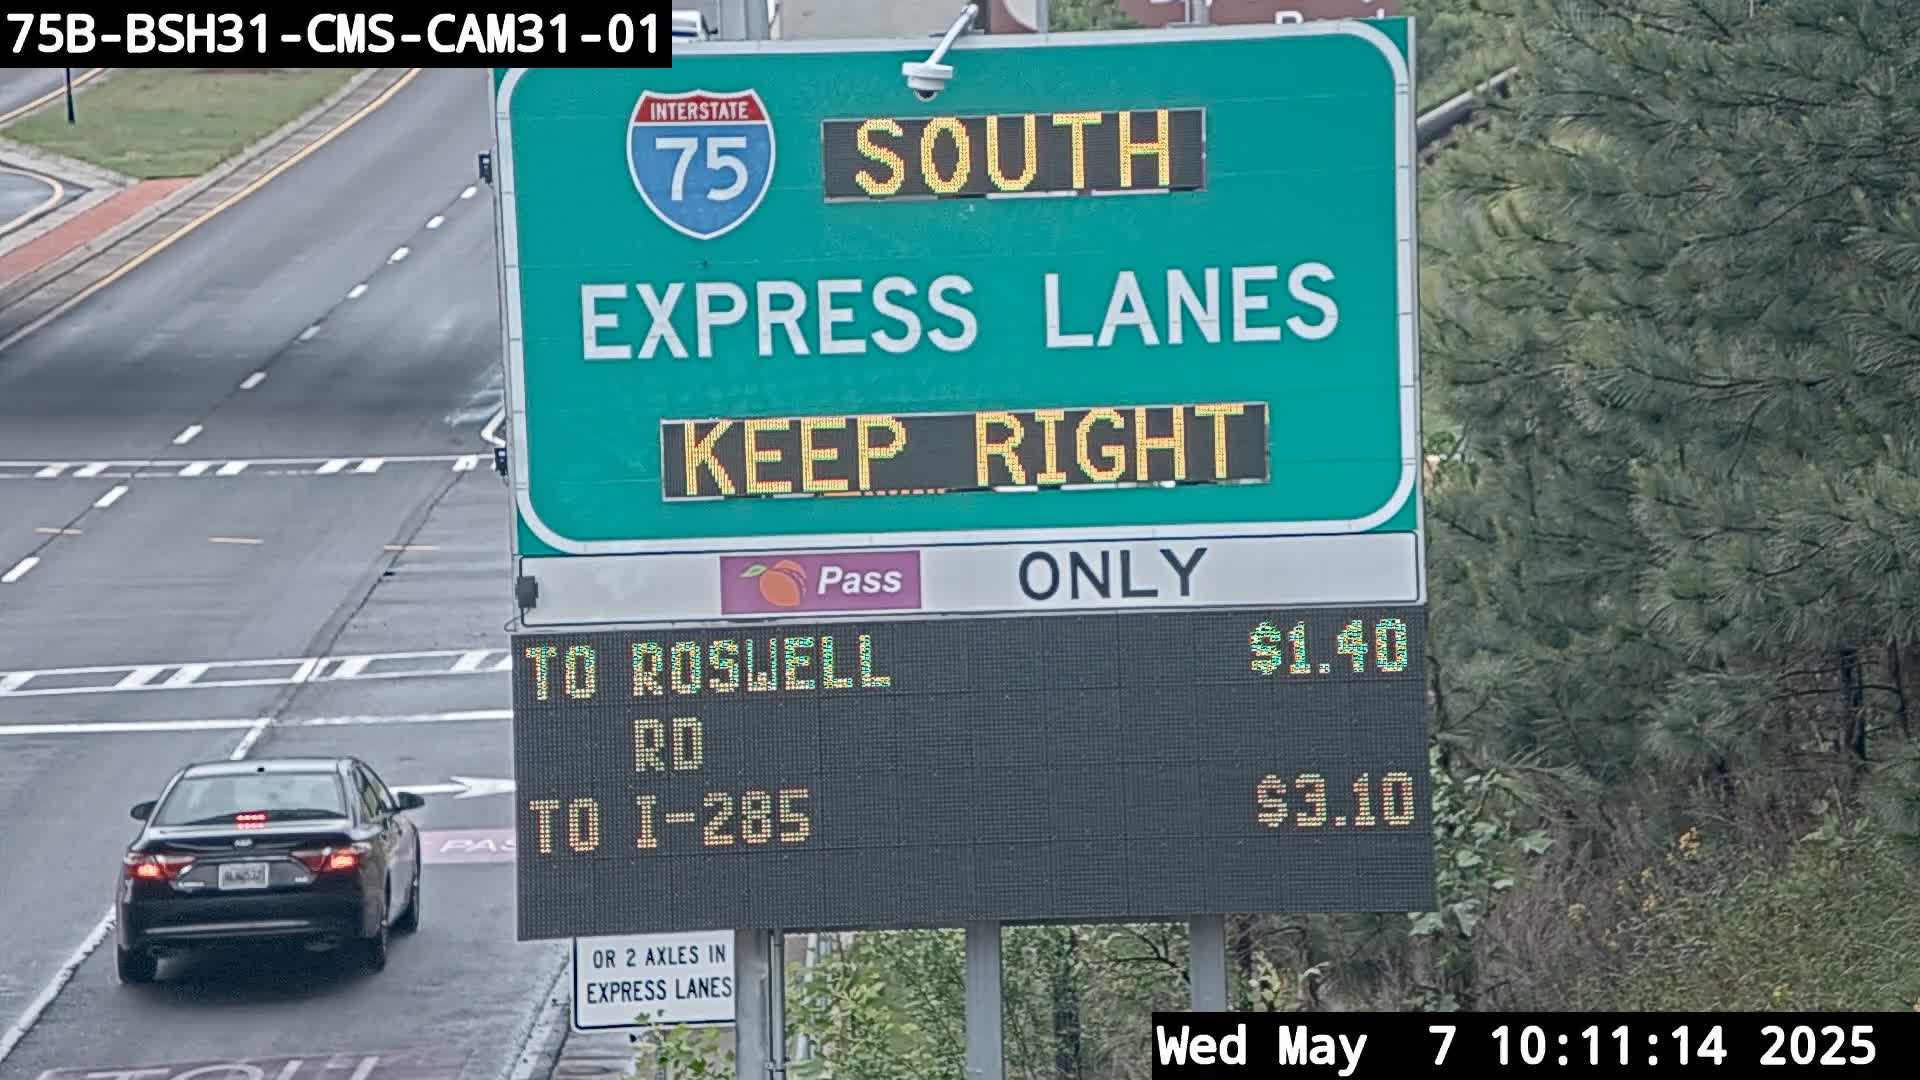 75B-BSH31-CMS-CAM31-01
INTERSTATE
75
SOUTH
EXPRESS LANES
KEEP RIGHT
Pass ONLY
TO ROSWELL $1.40
RD
TO I-285 $3.10
OR 2 AXLES IN
EXPRESS LANES
Wed May 7 10:11:14 2025